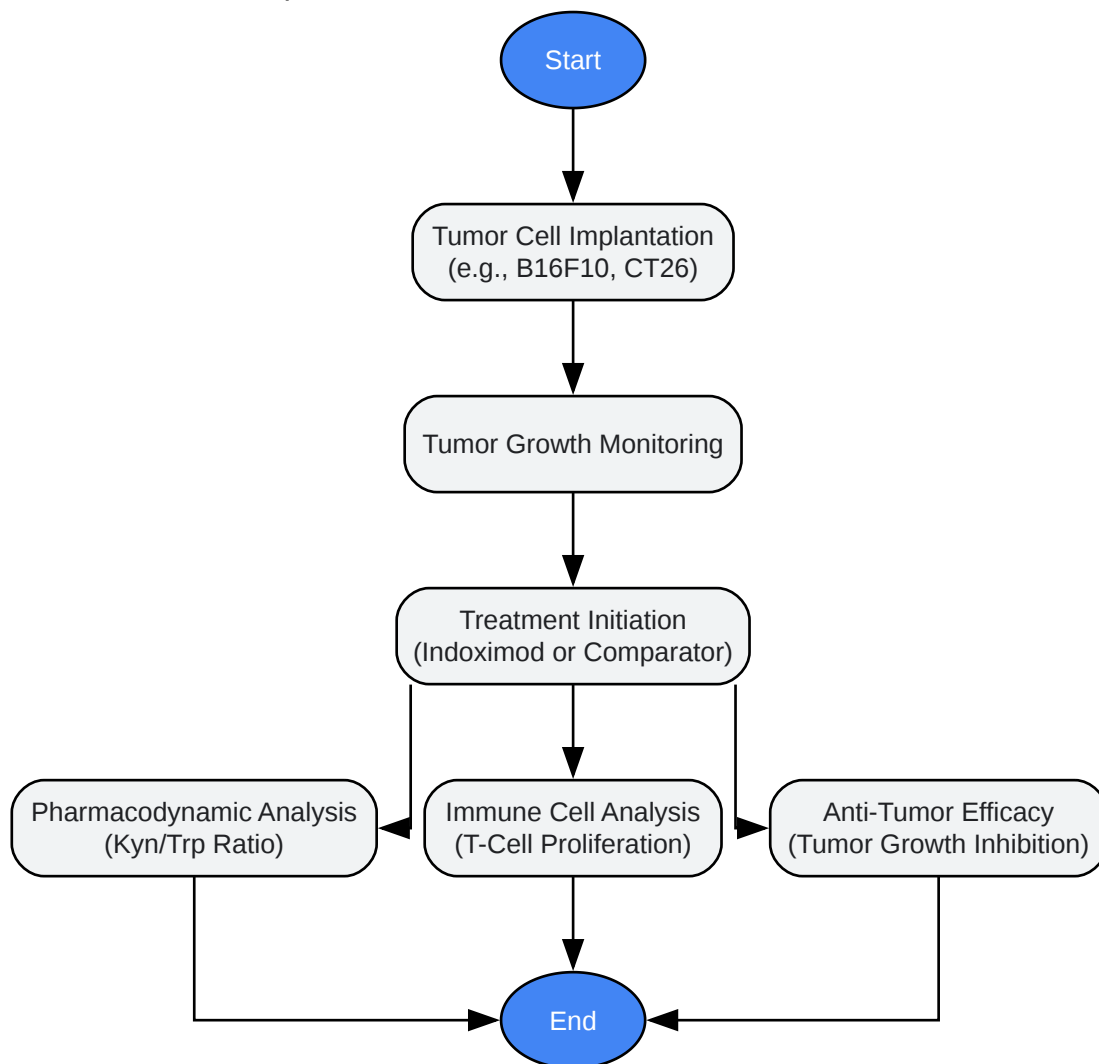 Start
Tumor Cell Implantation
(e.g., B16F10, CT26)
Tumor Growth Monitoring
Treatment Initiation
(Indoximod or Comparator)
Pharmacodynamic Analysis
(Kyn/Trp Ratio)
Immune Cell Analysis
(T-Cell Proliferation)
Anti-Tumor Efficacy
(Tumor Growth Inhibition)
End